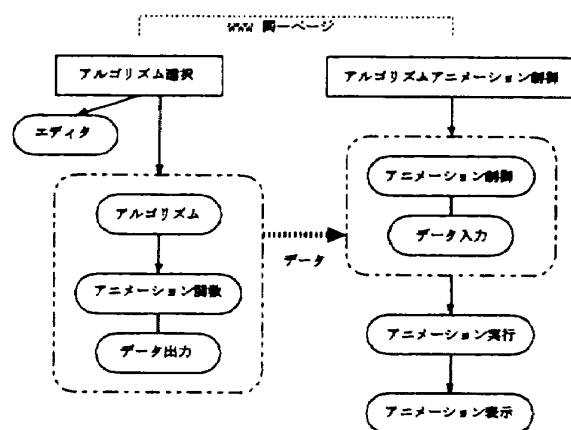 WWW 同一ページ
アルゴリズム選択
アルゴリズムアニメーション制御
エディタ
アニメーション制御
アルゴリズム
データ入力
データ
アニメーション関数
アニメーション実行
データ出力
アニメーション表示